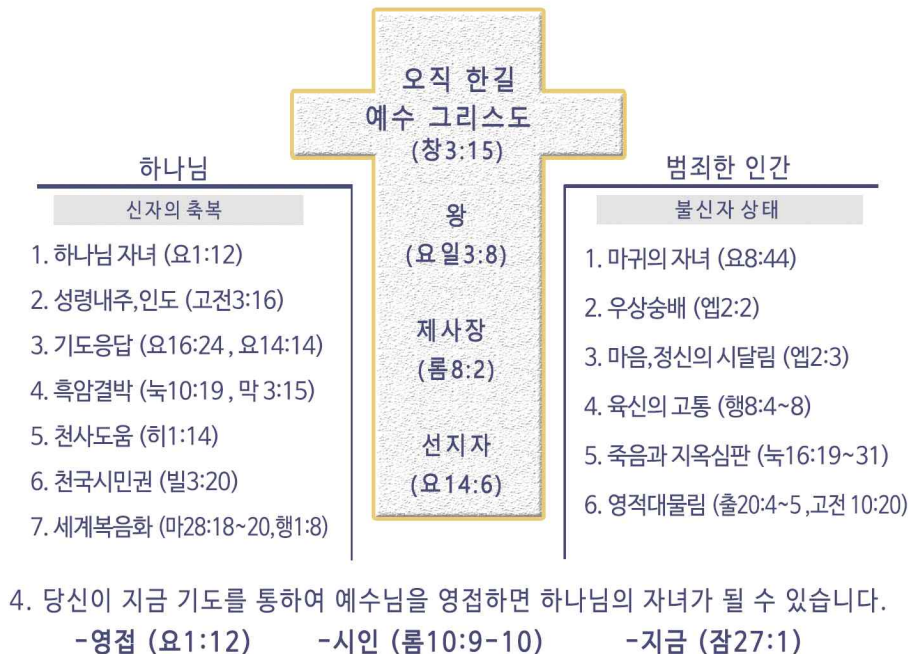 오직 한길
예수 그리스도
(창3:15)
왕
(요일3:8)
제사장
(롬8:2)
선지자
(요14:6)
하나님
신자의 축복
1. 하나님 자녀 (요1:12)
2. 성령내주,인도 (고전3:16)
3. 기도응답 (요16:24 , 요14:14)
4. 흑암결박 (눅10:19 , 막 3:15)
5. 천사도움 (히1:14)
6. 천국시민권 (빌3:20)
7. 세계복음화 (마28:18~20,행1:8)
범죄한 인간
불신자 상태
1. 마귀의 자녀 (요8:44)
2. 우상숭배 (엡2:2)
3. 마음,정신의 시달림 (엡2:3)
4. 육신의 고통 (행8:4~8)
5. 죽음과 지옥심판 (눅16:19~31)
6. 영적대물림 (출20:4~5 ,고전 10:20)
4. 당신이 지금 기도를 통하여 예수님을 영접하면 하나님의 자녀가 될 수 있습니다.
-영접 (요1:12) -시인 (롬10:9-10) -지금 (잠27:1)